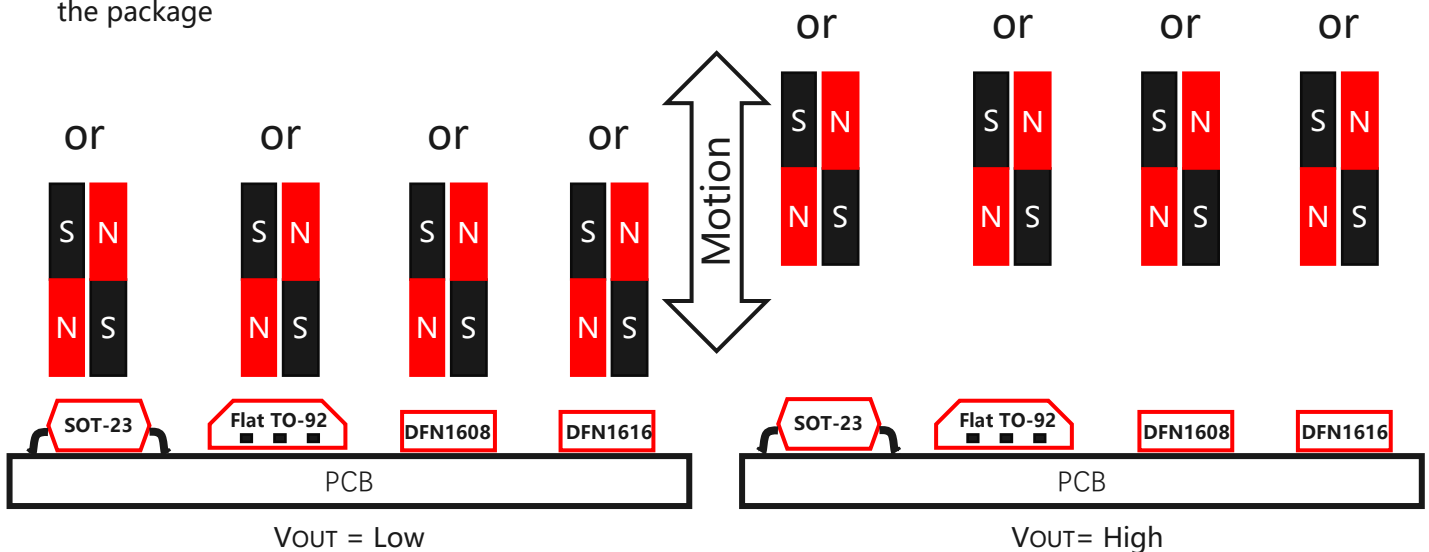 the package
or or or or
S N S N S N S N
N S N S N S N S
or or or or
S N S N S N S N
N S N S N S N S
Motion
SOT-23 Flat TO-92 DFN1608 DFN1616
PCB
VOUT = Low
SOT-23 Flat TO-92 DFN1608 DFN1616
PCB
VOUT= High